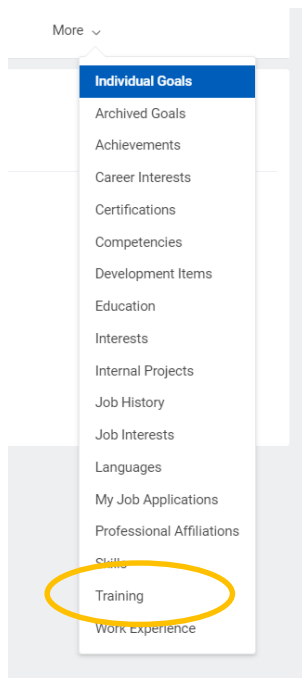 More
Individual Goals
Archived Goals
Achievements
Career Interests
Certifications
Competencies
Development Items
Education
Interests
Internal Projects
Job History
Job Interests
Languages
My Job Applications
Professional Affiliations
Skills
Training
Work Experience